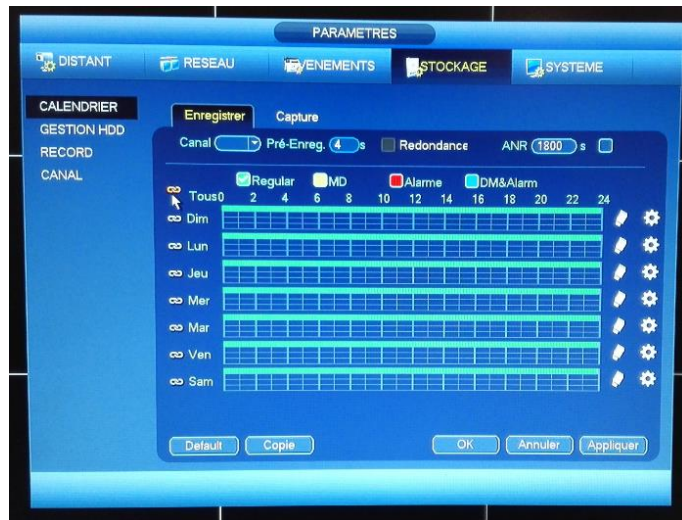 PARAMETRES
DISTANT RESEAU EVENEMENTS STOCKAGE SYSTEME
CALENDRIER
GESTION HDD
RECORD
CANAL
Enregistrer Capture
Canal Pré-Enreg. 4 s Redondance ANR 1800 s
Regular MD Alarme DM&Alarm
Tous 0 2 4 6 8 10 12 14 16 18 20 22 24
Dim
Lun
Jeu
Mer
Mar
Ven
Sam
Default Copie OK Annuler Appliquer